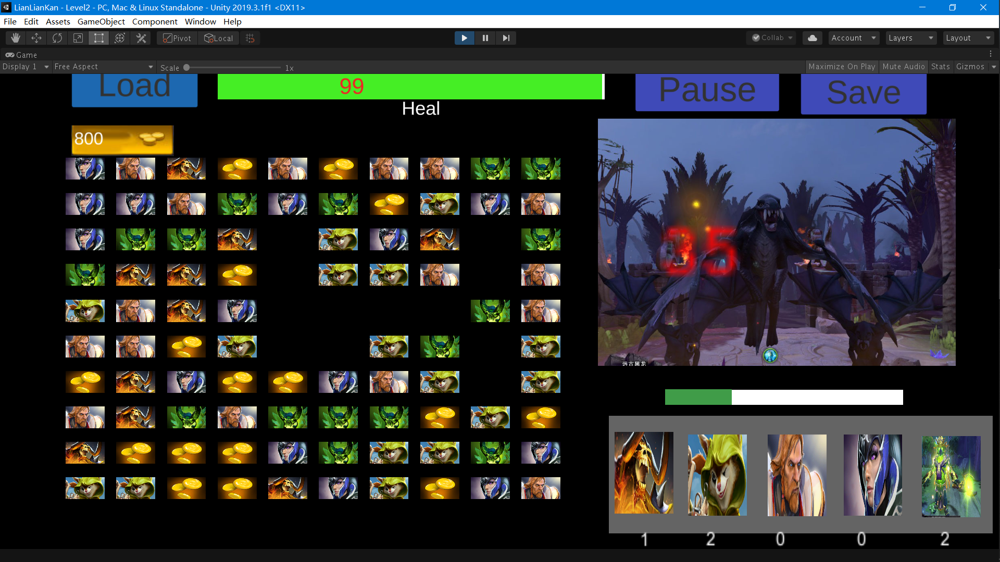 LianLianKan - Level2 - PC, Mac & Linux Standalone - Unity 2019.3.1f1 <DX11>
File Edit Assets GameObject Component Window Help
Pivot Local Collab Account Layers Layout
Game
Display 1 Free Aspect Scale 1x Maximize On Play Mute Audio Stats Gizmos
Load 99 Pause Save
Heal
800
远古黑龙
1 2 0 0 2